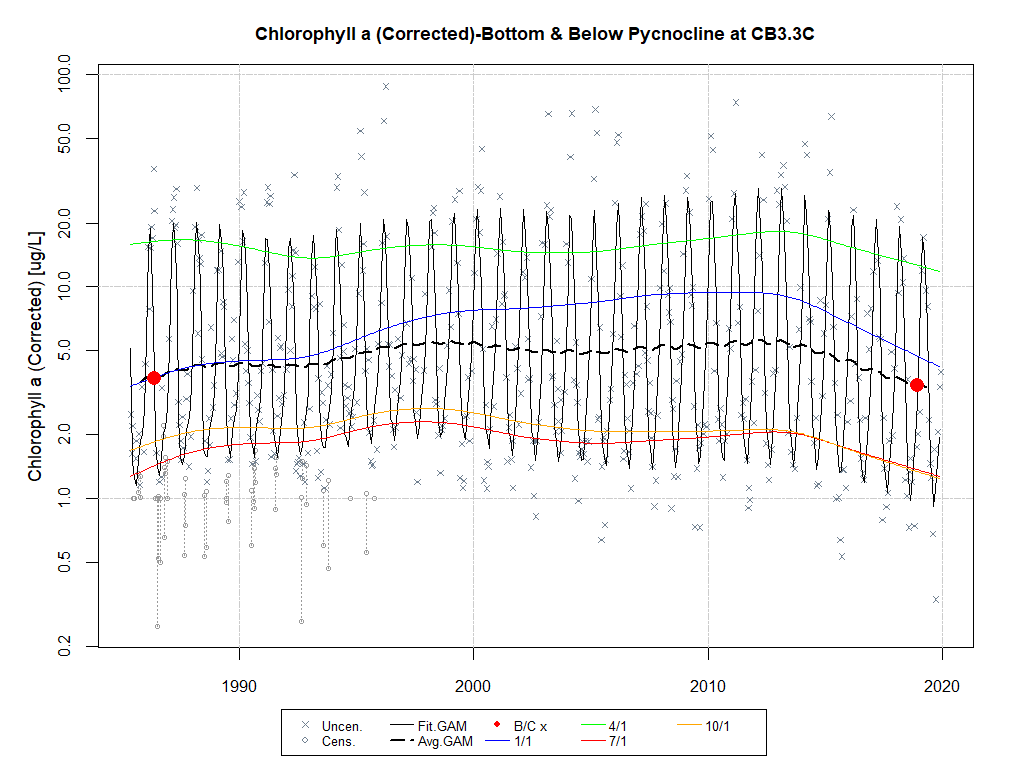 Chlorophyll a (Corrected)-Bottom & Below Pycnocline at CB3.3C
Chlorophyll a (Corrected) [ug/L]
100.0
50.0
20.0
10.0
5.0
2.0
1.0
0.5
0.2
1990 2000 2010 2020
Uncen. Fit.GAM B/C x 4/1 10/1
Cens. Avg.GAM 1/1 7/1